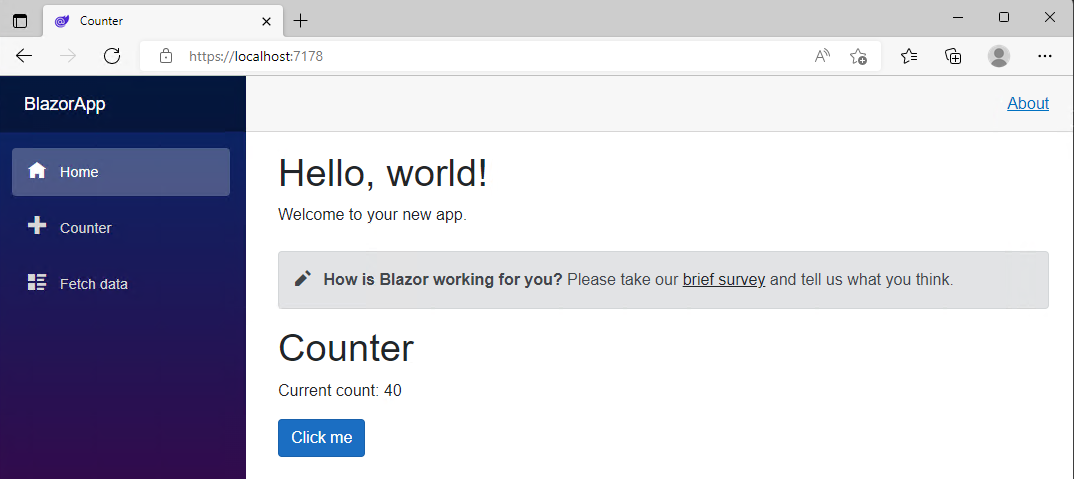 Counter
https://localhost:7178
BlazorApp
About
Home
Counter
Fetch data
Hello, world!
Welcome to your new app.
How is Blazor working for you? Please take our brief survey and tell us what you think.
Counter
Current count: 40
Click me